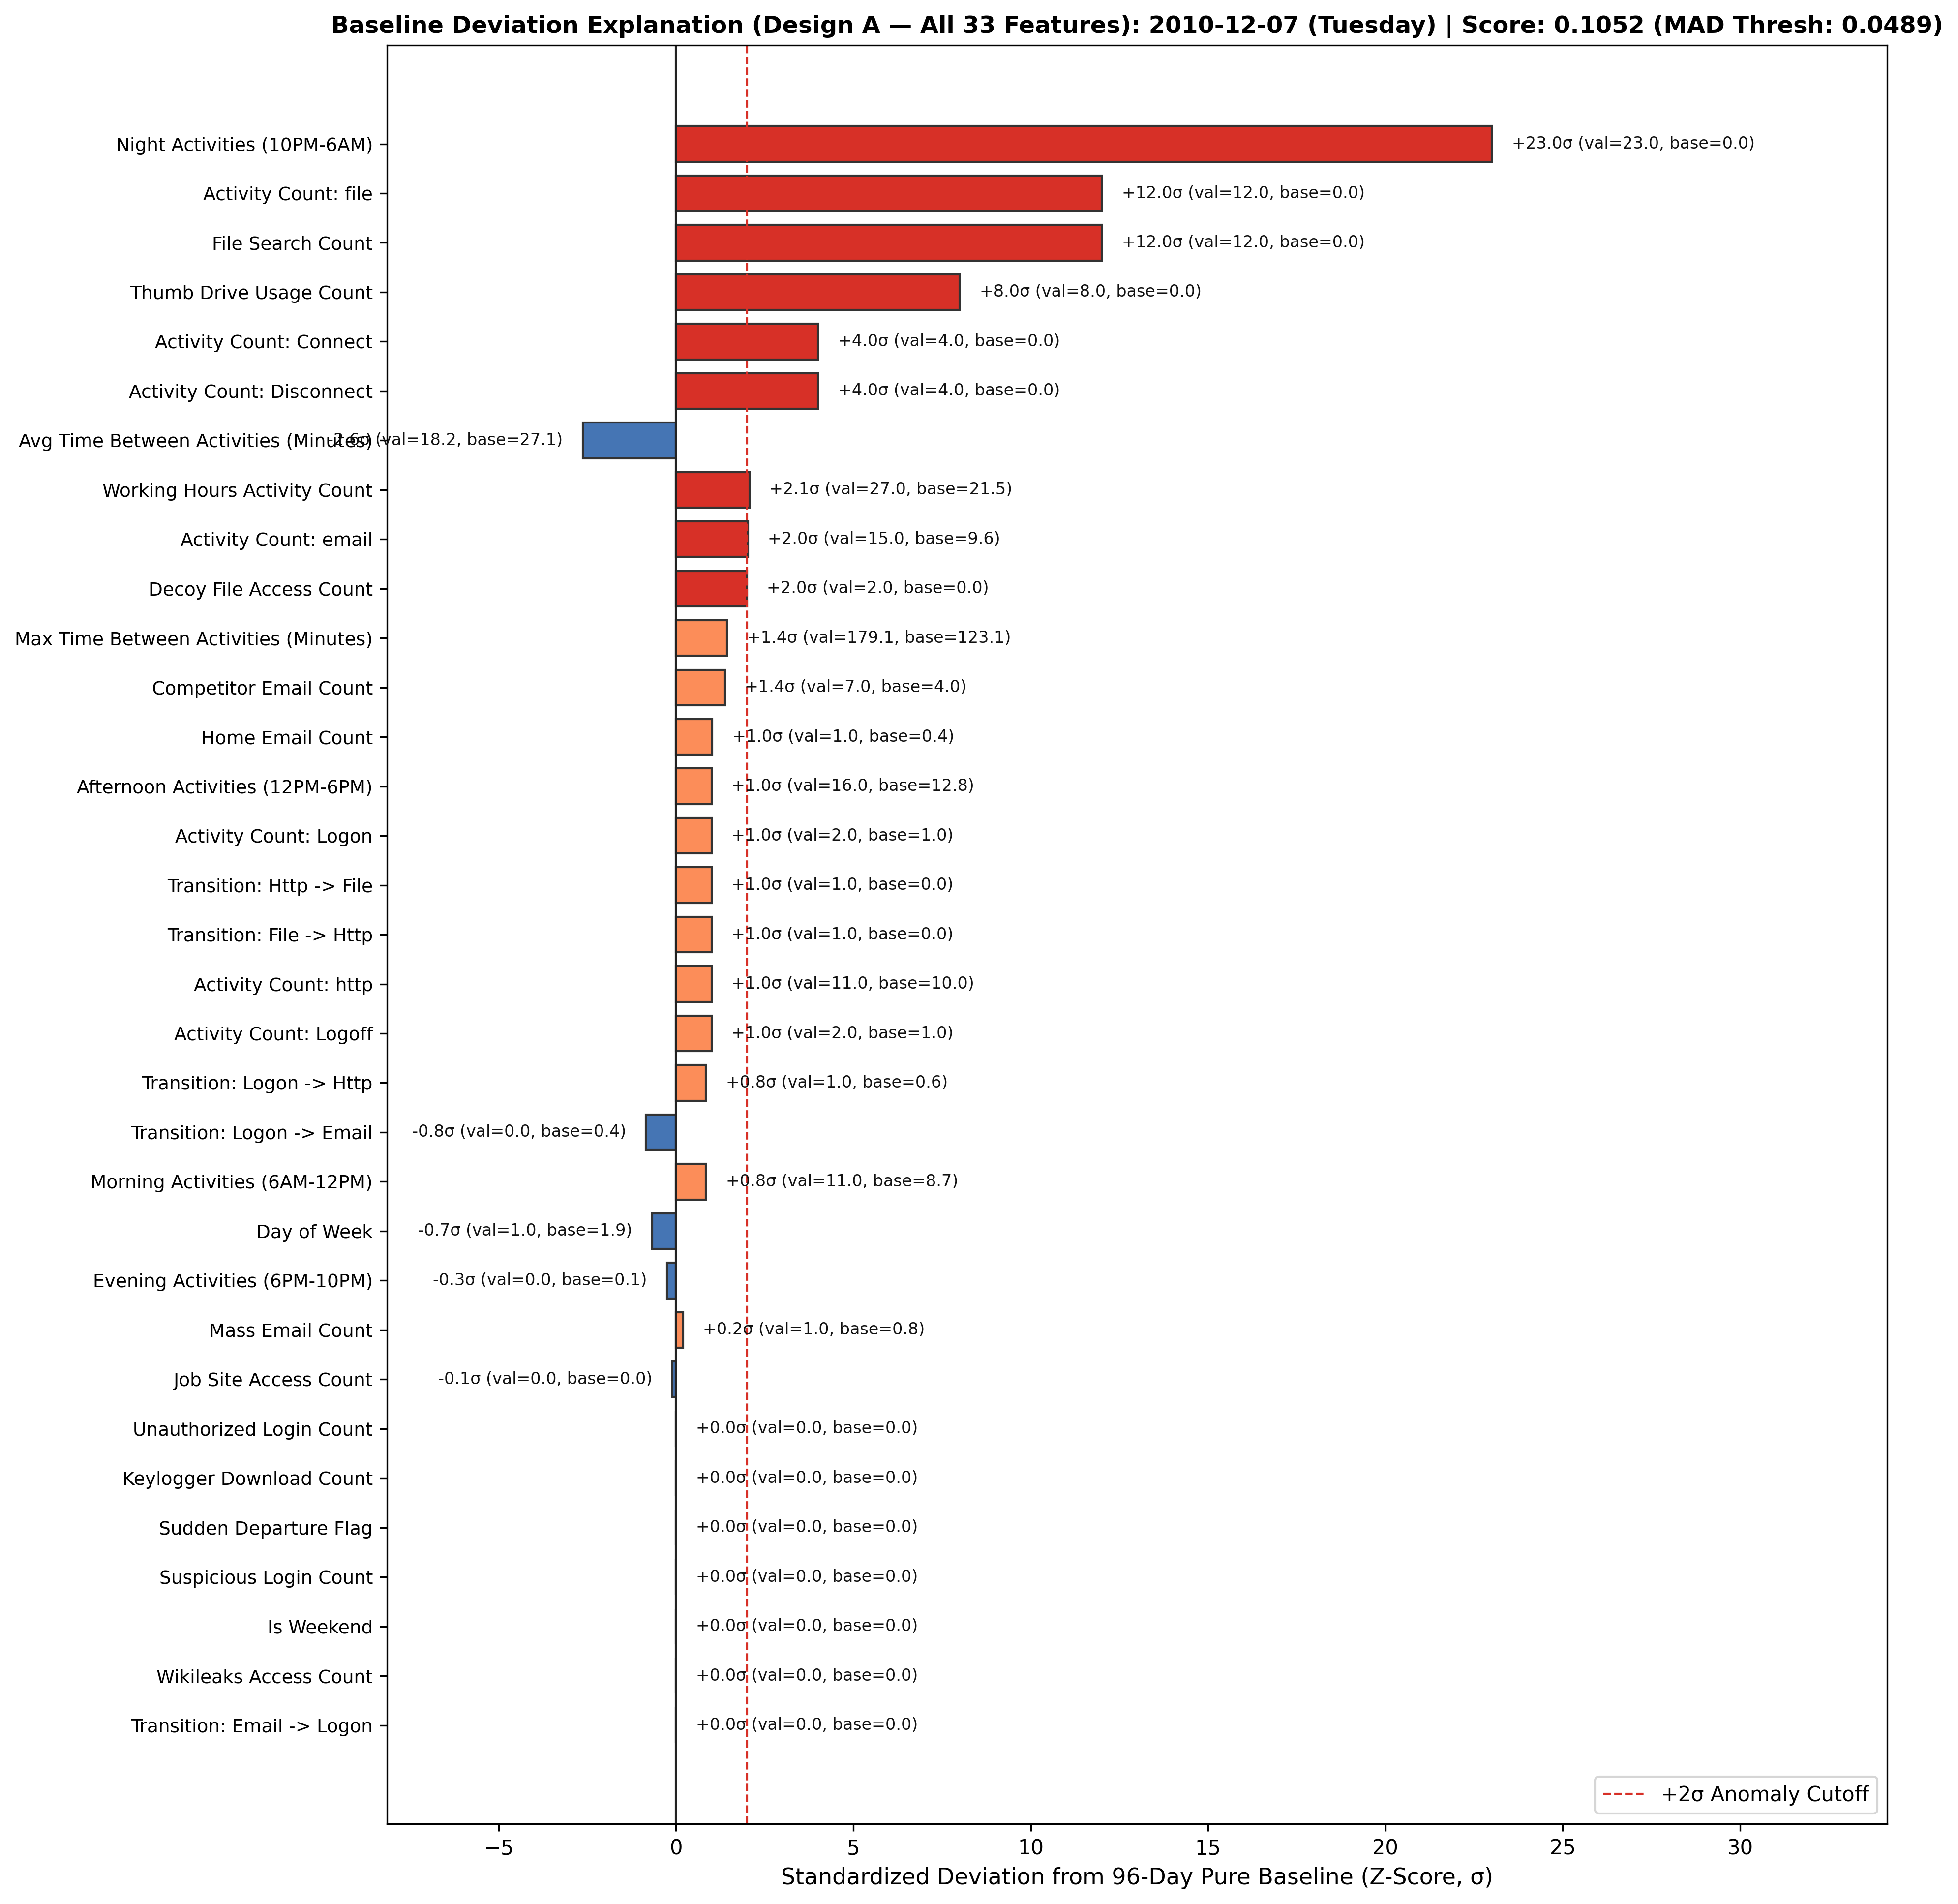 Baseline Deviation Explanation (Design A — All 33 Features): 2010-12-07 (Tuesday) | Score: 0.1052 (MAD Thresh: 0.0489)
Night Activities (10PM-6AM) +23.0σ (val=23.0, base=0.0)
Activity Count: file +12.0σ (val=12.0, base=0.0)
File Search Count +12.0σ (val=12.0, base=0.0)
Thumb Drive Usage Count +8.0σ (val=8.0, base=0.0)
Activity Count: Connect +4.0σ (val=4.0, base=0.0)
Activity Count: Disconnect +4.0σ (val=4.0, base=0.0)
Avg Time Between Activities (Minutes) -2.6σ (val=18.2, base=27.1)
Working Hours Activity Count +2.1σ (val=27.0, base=21.5)
Activity Count: email +2.0σ (val=15.0, base=9.6)
Decoy File Access Count +2.0σ (val=2.0, base=0.0)
Max Time Between Activities (Minutes) +1.4σ (val=179.1, base=123.1)
Competitor Email Count +1.4σ (val=7.0, base=4.0)
Home Email Count +1.0σ (val=1.0, base=0.4)
Afternoon Activities (12PM-6PM) +1.0σ (val=16.0, base=12.8)
Activity Count: Logon +1.0σ (val=2.0, base=1.0)
Transition: Http -> File +1.0σ (val=1.0, base=0.0)
Transition: File -> Http +1.0σ (val=1.0, base=0.0)
Activity Count: http +1.0σ (val=11.0, base=10.0)
Activity Count: Logoff +1.0σ (val=2.0, base=1.0)
Transition: Logon -> Http +0.8σ (val=1.0, base=0.6)
Transition: Logon -> Email -0.8σ (val=0.0, base=0.4)
Morning Activities (6AM-12PM) +0.8σ (val=11.0, base=8.7)
Day of Week -0.7σ (val=1.0, base=1.9)
Evening Activities (6PM-10PM) -0.3σ (val=0.0, base=0.1)
Mass Email Count +0.2σ (val=1.0, base=0.8)
Job Site Access Count -0.1σ (val=0.0, base=0.0)
Unauthorized Login Count +0.0σ (val=0.0, base=0.0)
Keylogger Download Count +0.0σ (val=0.0, base=0.0)
Sudden Departure Flag +0.0σ (val=0.0, base=0.0)
Suspicious Login Count +0.0σ (val=0.0, base=0.0)
Is Weekend +0.0σ (val=0.0, base=0.0)
Wikileaks Access Count +0.0σ (val=0.0, base=0.0)
Transition: Email -> Logon +0.0σ (val=0.0, base=0.0)
+2σ Anomaly Cutoff
−5 0 5 10 15 20 25 30
Standardized Deviation from 96-Day Pure Baseline (Z-Score, σ)